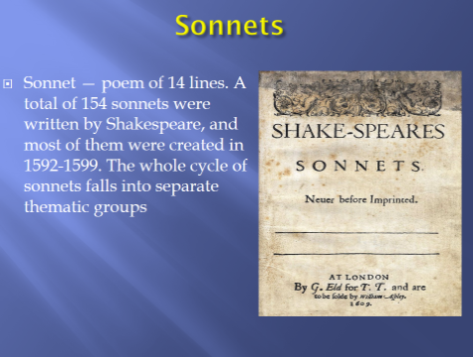 Sonnets
Sonnet — poem of 14 lines. A
total of 154 sonnets were
written by Shakespeare, and
most of them were created in
1592-1599. The whole cycle of
sonnets falls into separate
thematic groups
SHAKE-SPEARES
SONNETS.
Neuer before Imprinted.
AT LONDON
By G. Eld for T. T. and are
to be solde by William Aspley.
1609.